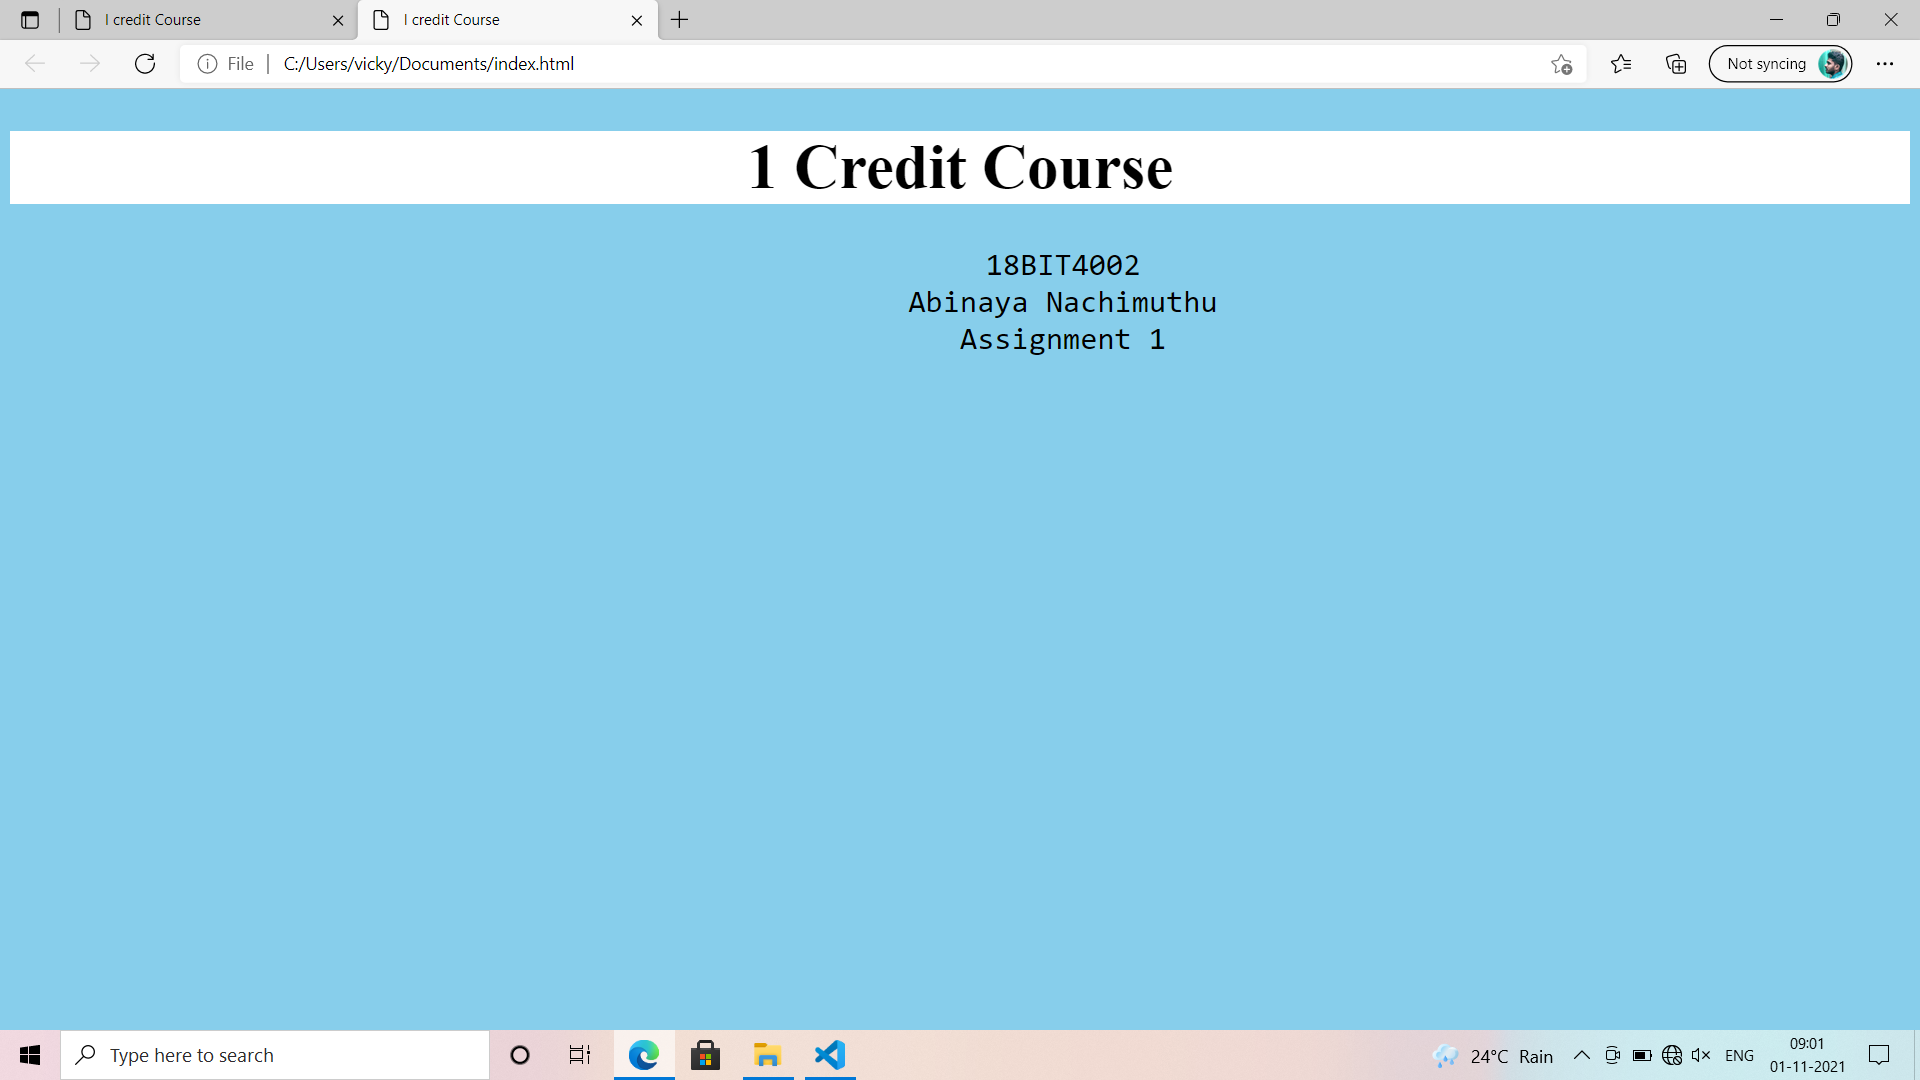 I credit Course
I credit Course
File
C:/Users/vicky/Documents/index.html
Not syncing
1 Credit Course
18BIT4002
Abinaya Nachimuthu
Assignment 1
Type here to search
24°C Rain
ENG
09:01
01-11-2021